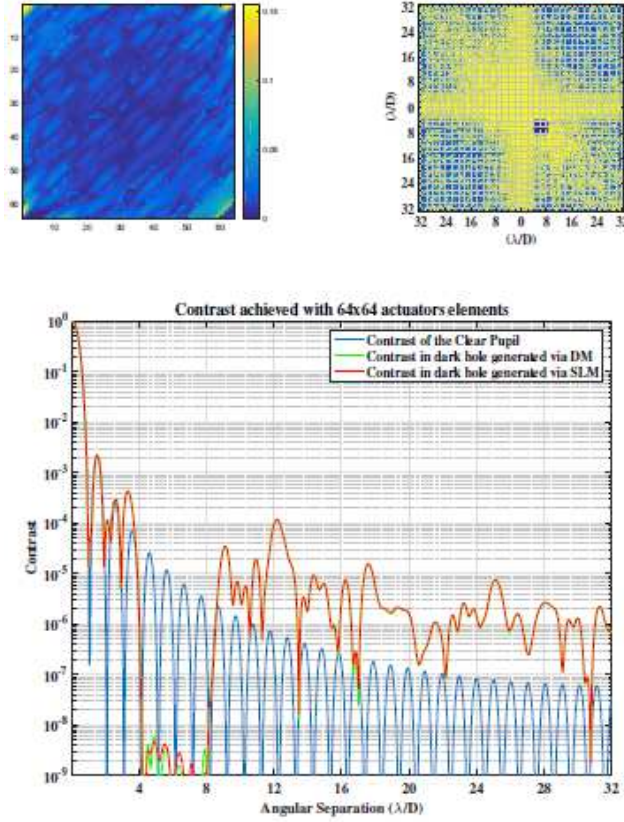 10
20
30
40
50
60
10 20 30 40 50 60
0.15
0.1
0.05
0
(λ/D)
32
24
16
8
0
8
16
24
32
32 24 16 8 0 8 16 24 32
(λ/D)
Contrast achieved with 64x64 actuators elements
Contrast of the Clear Pupil
Contrast in dark hole generated via DM
Contrast in dark hole generated via SLM
Contrast
10^0
10^-1
10^-2
10^-3
10^-4
10^-5
10^-6
10^-7
10^-8
10^-9
4 8 12 16 20 24 28 32
Angular Separation (λ/D)